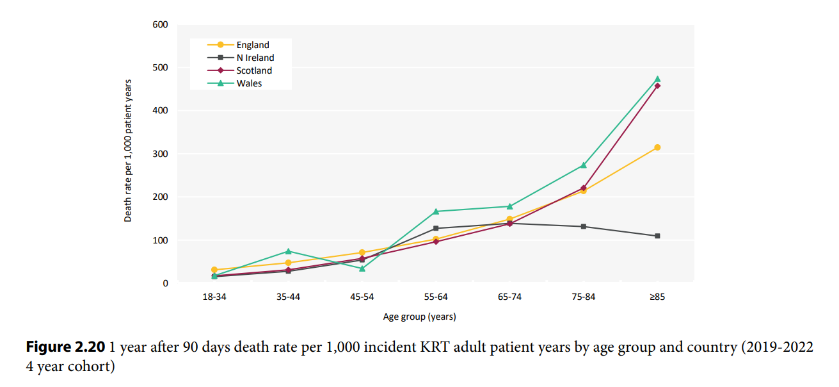 600
500
400
300
200
100
0
Death rate per 1,000 patient years
England
N Ireland
Scotland
Wales
18-34 35-44 45-54 55-64 65-74 75-84 ≥85
Age group (years)
Figure 2.20 1 year after 90 days death rate per 1,000 incident KRT adult patient years by age group and country (2019-2022
4 year cohort)